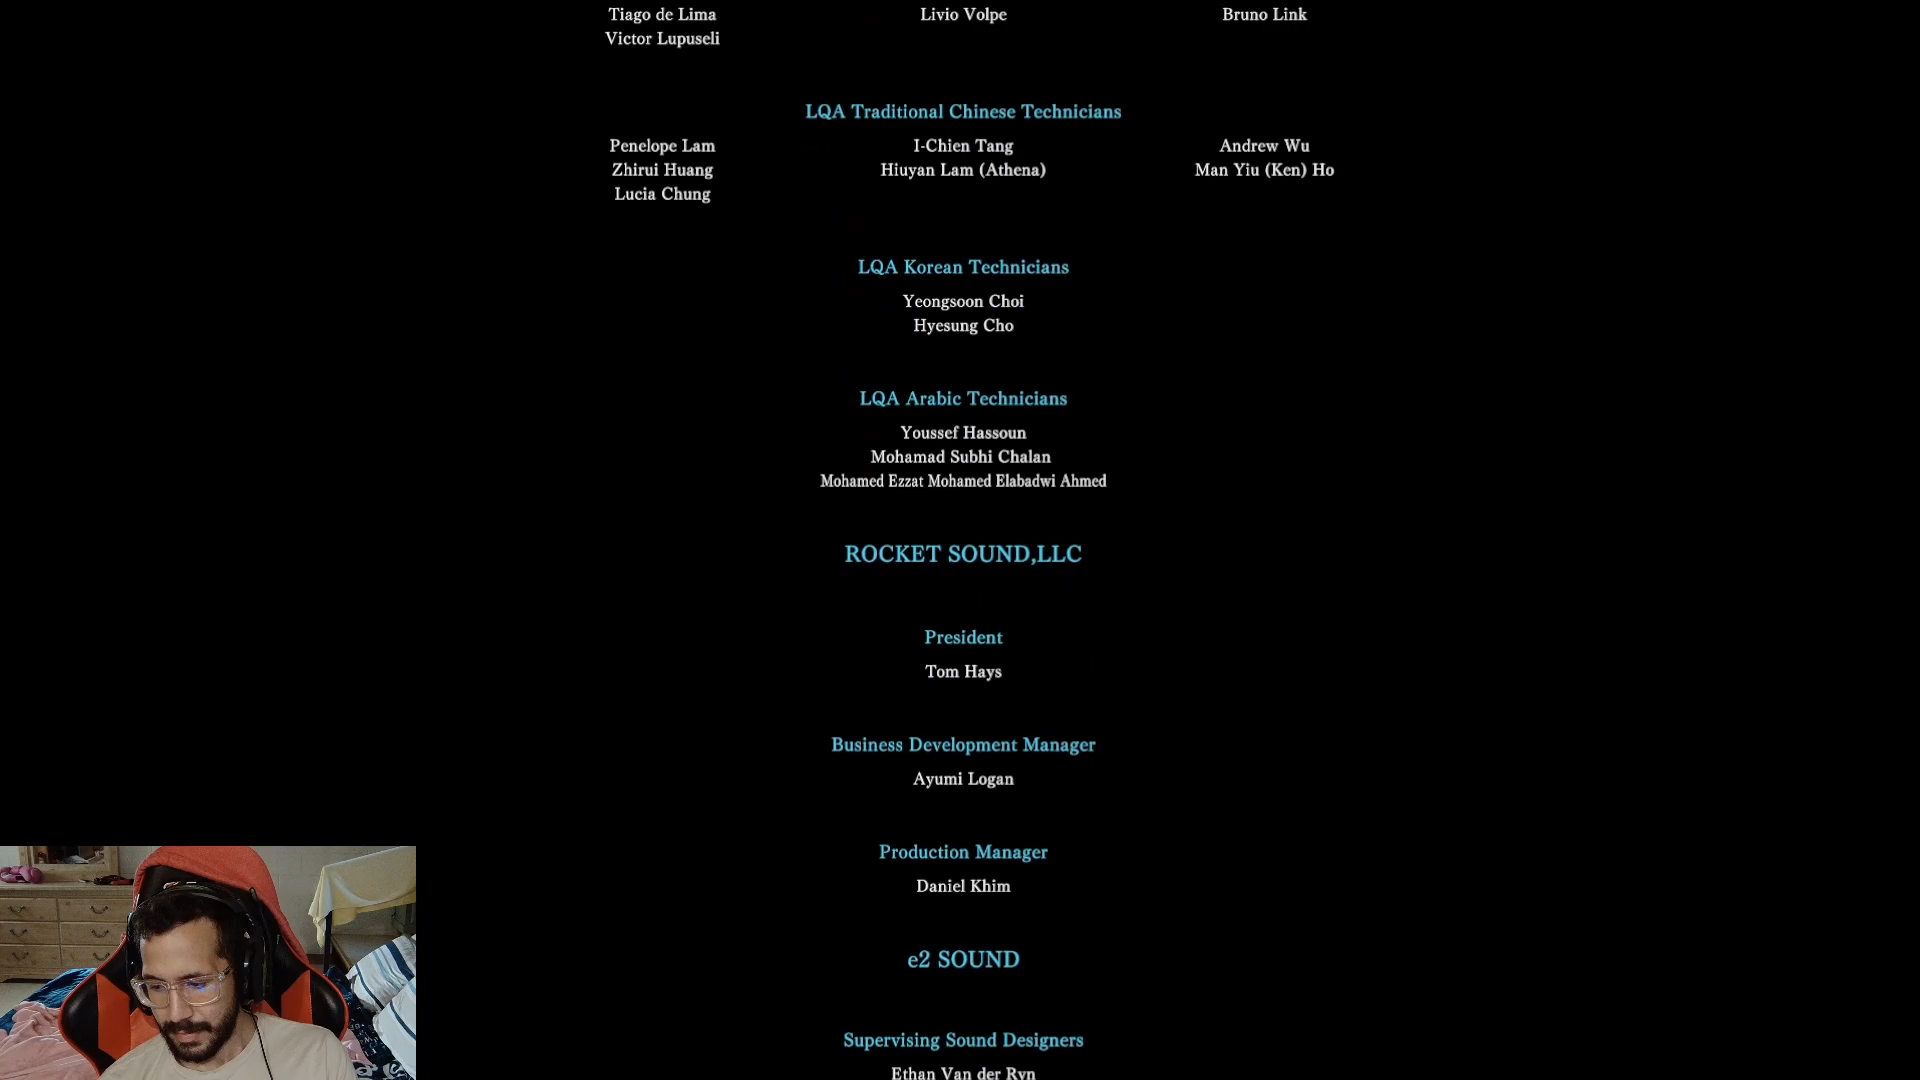 Tiago de Lima Livio Volpe Bruno Link
Victor Lupuseli
LQA Traditional Chinese Technicians
Penelope Lam I-Chien Tang Andrew Wu
Zhirui Huang Hiuyan Lam (Athena) Man Yiu (Ken) Ho
Lucia Chung
LQA Korean Technicians
Yeongsoon Choi
Hyesung Cho
LQA Arabic Technicians
Youssef Hassoun
Mohamad Subhi Chalan
Mohamed Ezzat Mohamed Elabadwi Ahmed
ROCKET SOUND,LLC
President
Tom Hays
Business Development Manager
Ayumi Logan
Production Manager
Daniel Khim
e2 SOUND
Supervising Sound Designers
Ethan Van der Ryn